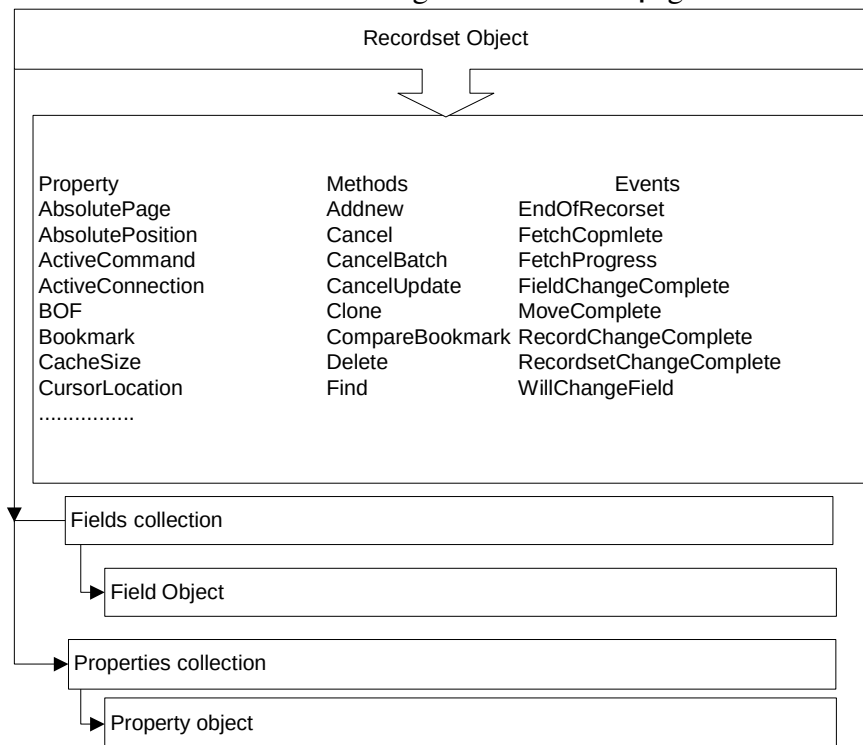 Recordset Object
Property Methods Events
AbsolutePage Addnew EndOfRecorset
AbsolutePosition Cancel FetchCopmlete
ActiveCommand CancelBatch FetchProgress
ActiveConnection CancelUpdate FieldChangeComplete
BOF Clone MoveComplete
Bookmark CompareBookmark RecordChangeComplete
CacheSize Delete RecordsetChangeComplete
CursorLocation Find WillChangeField
................
Fields collection
Field Object
Properties collection
Property object